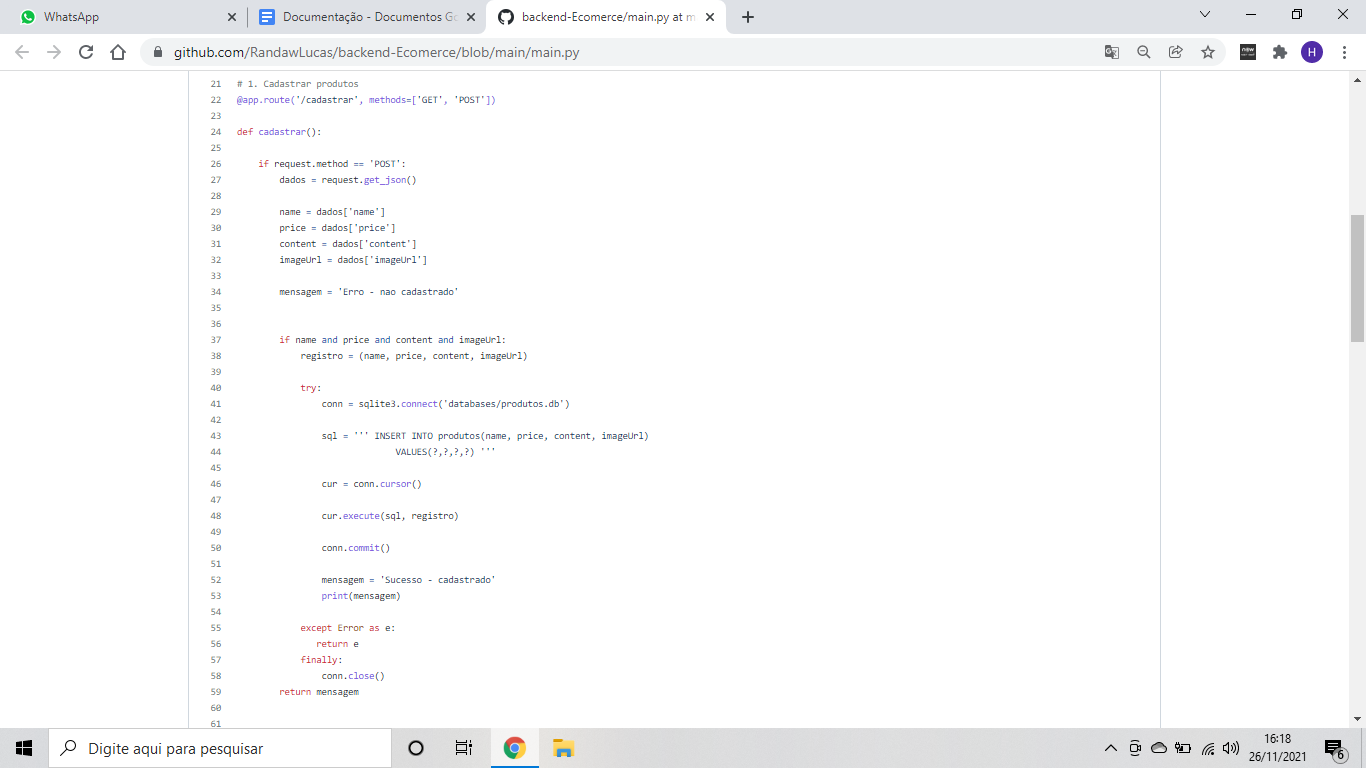 WhatsApp
Documentação - Documentos Go
backend-Ecomerce/main.py at m
github.com/RandawLucas/backend-Ecomerce/blob/main/main.py
H
21 # 1. Cadastrar produtos
22 @app.route('/cadastrar', methods=['GET', 'POST'])
23
24 def cadastrar():
25
26 if request.method == 'POST':
27 dados = request.get_json()
28
29 name = dados['name']
30 price = dados['price']
31 content = dados['content']
32 imageUrl = dados['imageUrl']
33
34 mensagem = 'Erro - nao cadastrado'
35
36
37 if name and price and content and imageUrl:
38 registro = (name, price, content, imageUrl)
39
40 try:
41 conn = sqlite3.connect('databases/produtos.db')
42
43 sql = ''' INSERT INTO produtos(name, price, content, imageUrl)
44 VALUES(?,?,?,?) '''
45
46 cur = conn.cursor()
47
48 cur.execute(sql, registro)
49
50 conn.commit()
51
52 mensagem = 'Sucesso - cadastrado'
53 print(mensagem)
54
55 except Error as e:
56 return e
57 finally:
58 conn.close()
59 return mensagem
60
61
Digite aqui para pesquisar
16:18
26/11/2021
6